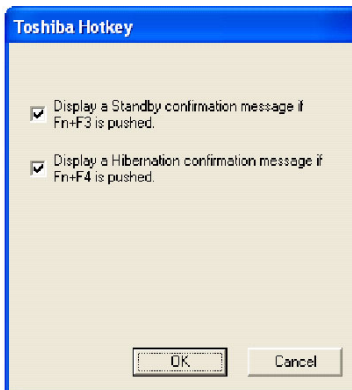 Toshiba Hotkey
Display a Standby confirmation message if
Fn+F3 is pushed.
Display a Hibernation confirmation message if
Fn+F4 is pushed.
OK
Cancel